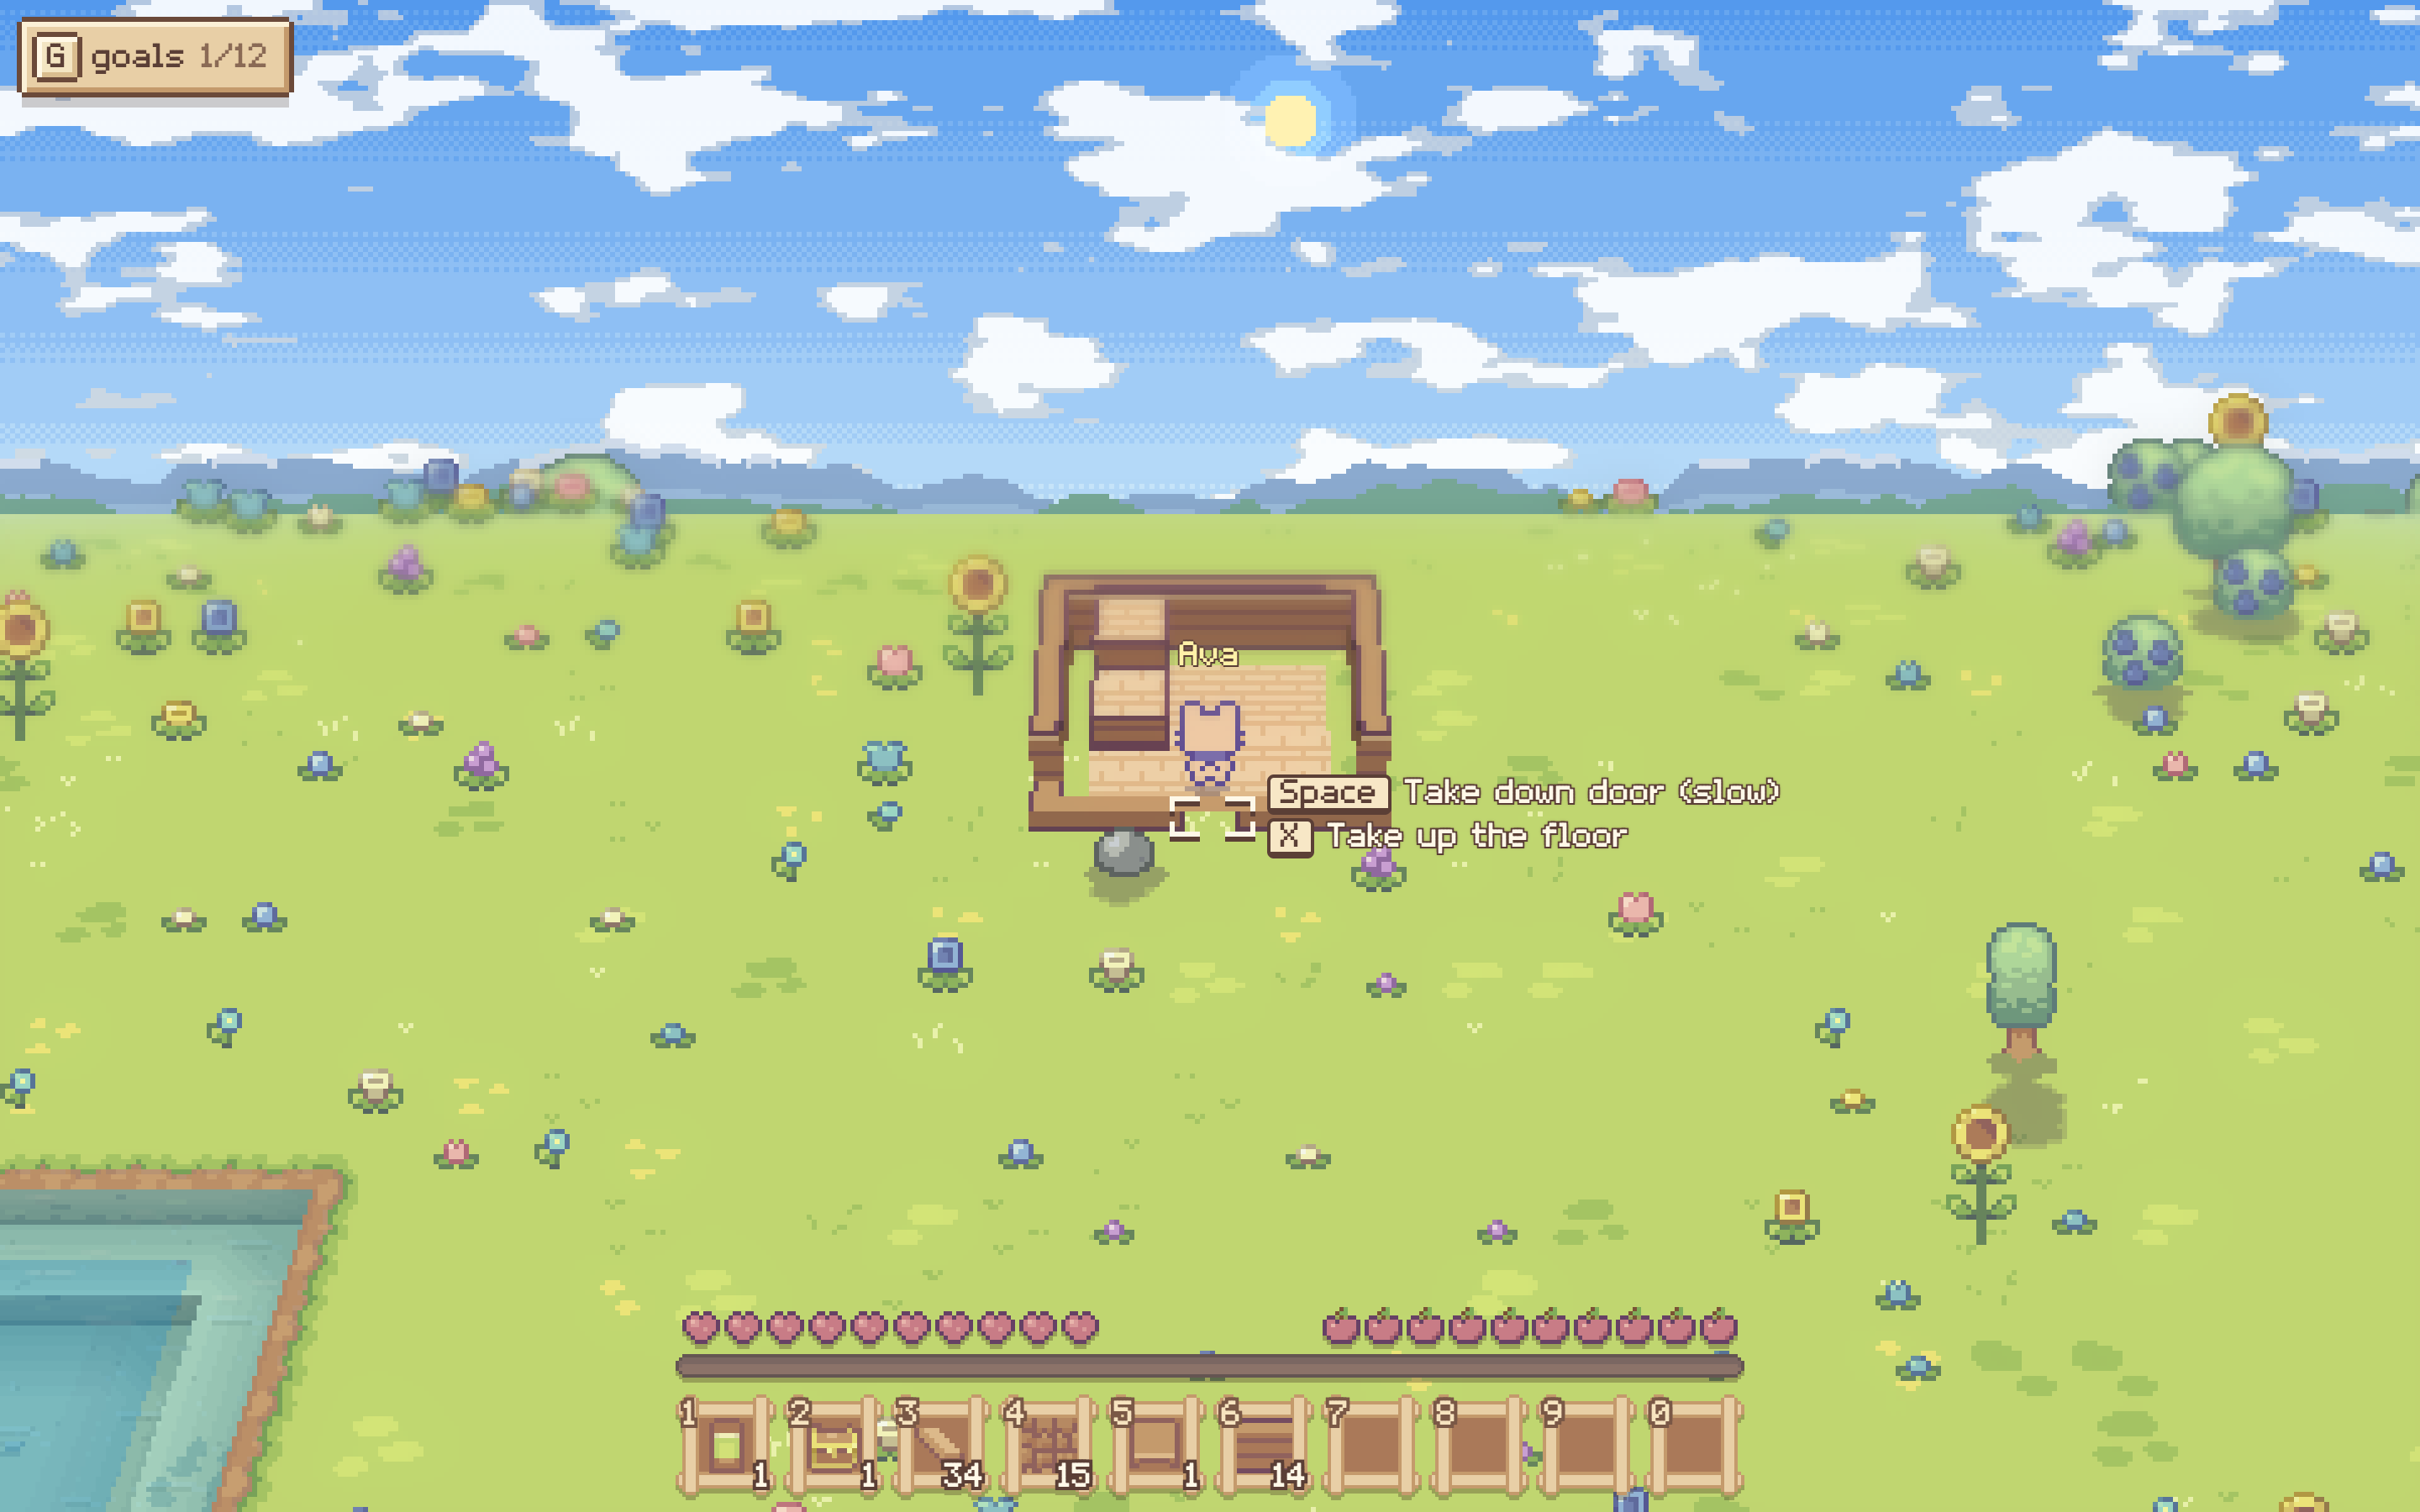 G goals 1/12
Ava
Space Take down door (slow)
X Take up the floor
1 2 3 4 5 6 7 8 9 0
1 1 34 15 1 14